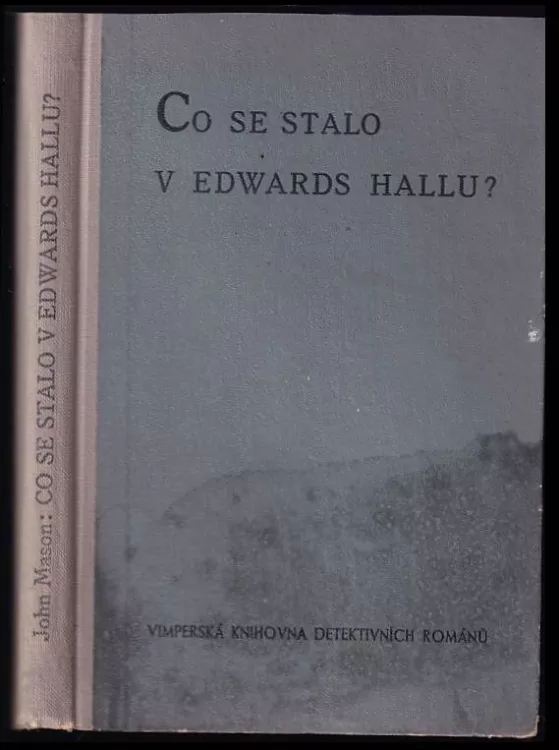 John Mason: CO SE STALO V EDWARDS HALLU?
CO SE STALO
V EDWARDS HALLU?
VIMPERSKÁ KNIHOVNA DETEKTIVNÍCH ROMÁNŮ